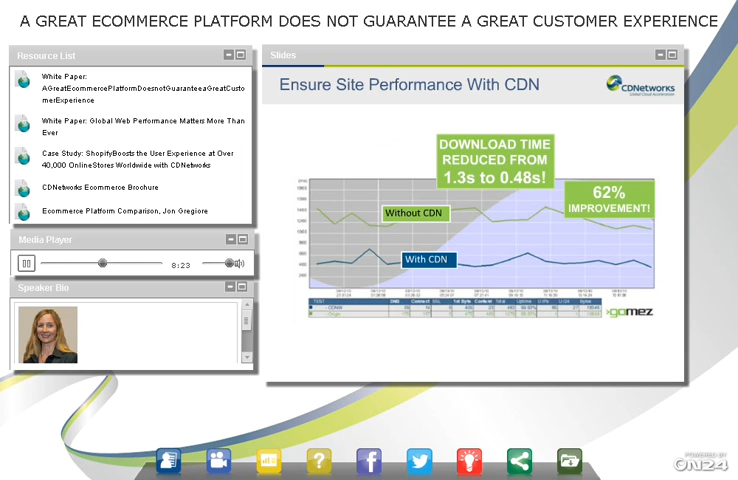 A GREAT ECOMMERCE PLATFORM DOES NOT GUARANTEE A GREAT CUSTOMER EXPERIENCE
Resource List
White Paper:
AGreatEcommercePlatformDoesnotGuaranteeaGreatCusto
merExperience
White Paper: Global Web Performance Matters More Than
Ever
Case Study: ShopifyBoosts the User Experience at Over
40,000 OnlineStores Worldwide with CDNetworks
CDNetworks Ecommerce Brochure
Ecommerce Platform Comparison, Jon Gregiore
Media Player
8:23
Speaker Bio
Slides
Ensure Site Performance With CDN
CDNetworks
Global Cloud Acceleration
DOWNLOAD TIME
REDUCED FROM
1.3s to 0.48s!
62%
IMPROVEMENT!
Without CDN
With CDN
gomez
POWERED BY
ON24